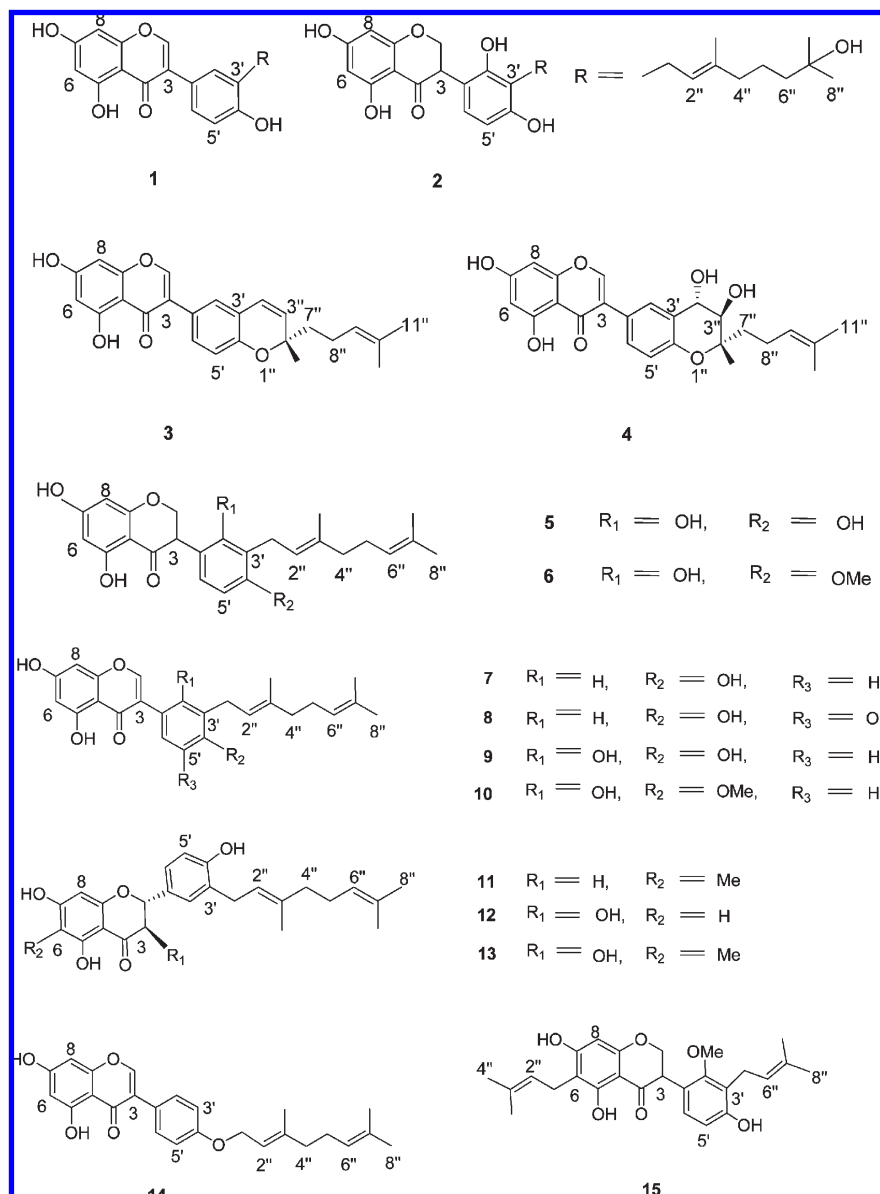 HO 8 O 3' R 6 3 OH O 5' OH
1
HO 8 O OH 3' R 6 3 OH O 5' OH
2
R = 2" 4" 6" OH 8"
HO 8 O 3' 3" 6 3 7" 11" OH O 5' O 8" 1"
3
HO 8 O OH OH 3' 3" 6 3 7" 11" OH O 5' O 8" 1"
4
HO 8 O R1 6 3 3' 2" 4" 6" 8" OH O 5' R2
5 R1 = OH, R2 = OH
6 R1 = OH, R2 = OMe
HO 8 O R1 6 3 3' 2" 4" 6" 8" OH O 5' R2 R3
7 R1 = H, R2 = OH, R3 = H
8 R1 = H, R2 = OH, R3 = O
9 R1 = OH, R2 = OH, R3 = H
10 R1 = OH, R2 = OMe, R3 = H
5' OH 8 2" 4" 6" 8" HO O 3' R2 6 3 OH O R1
11 R1 = H, R2 = Me
12 R1 = OH, R2 = H
13 R1 = OH, R2 = Me
HO 8 O 3' 6 3 OH O 5' O 2" 4" 6" 8"
14
HO 8 O OMe 4" 2" 8" 6 3 3' 6" OH O 5' OH
15